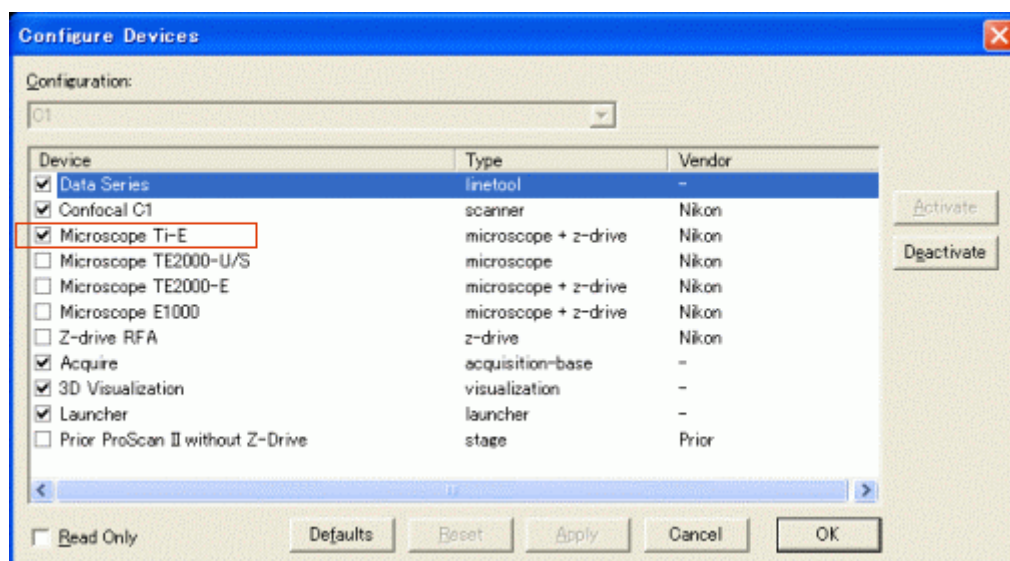 Configure Devices
Configuration:
C1
Device Type Vendor
Data Series linetool -
Confocal C1 scanner Nikon
Microscope Ti-E microscope + z-drive Nikon
Microscope TE2000-U/S microscope Nikon
Microscope TE2000-E microscope + z-drive Nikon
Microscope E1000 microscope + z-drive Nikon
Z-drive RFA z-drive Nikon
Acquire acquisition-base -
3D Visualization visualization -
Launcher launcher -
Prior ProScan II without Z-Drive stage Prior
Activate
Deactivate
Read Only Defaults Reset Apply Cancel OK